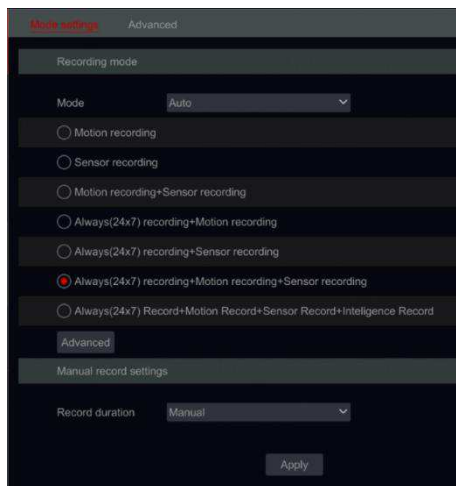 Mode settings Advanced
Recording mode
Mode Auto
Motion recording
Sensor recording
Motion recording+Sensor recording
Always(24x7) recording+Motion recording
Always(24x7) recording+Sensor recording
Always(24x7) recording+Motion recording+Sensor recording
Always(24x7) Record+Motion Record+Sensor Record+Inteligence Record
Advanced
Manual record settings
Record duration Manual
Apply